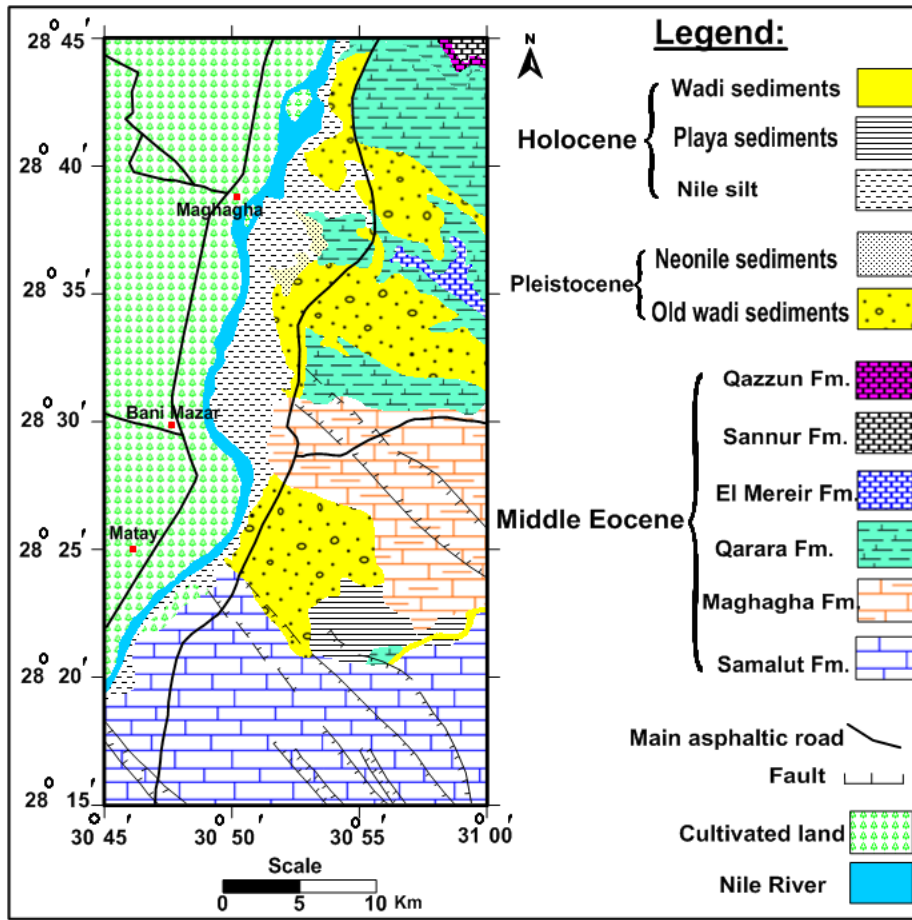 Legend:
N
28° 45'
28° 40'
28° 35'
28° 30'
28° 25'
28° 20'
28° 15'
30° 45'
30° 50'
30° 55'
31° 00'
Maghagha
Bani Mazar
Matay
Scale
0 5 10 Km
Holocene
Wadi sediments
Playa sediments
Nile silt
Pleistocene
Neonile sediments
Old wadi sediments
Middle Eocene
Qazzun Fm.
Sannur Fm.
El Mereir Fm.
Qarara Fm.
Maghagha Fm.
Samalut Fm.
Main asphaltic road
Fault
Cultivated land
Nile River